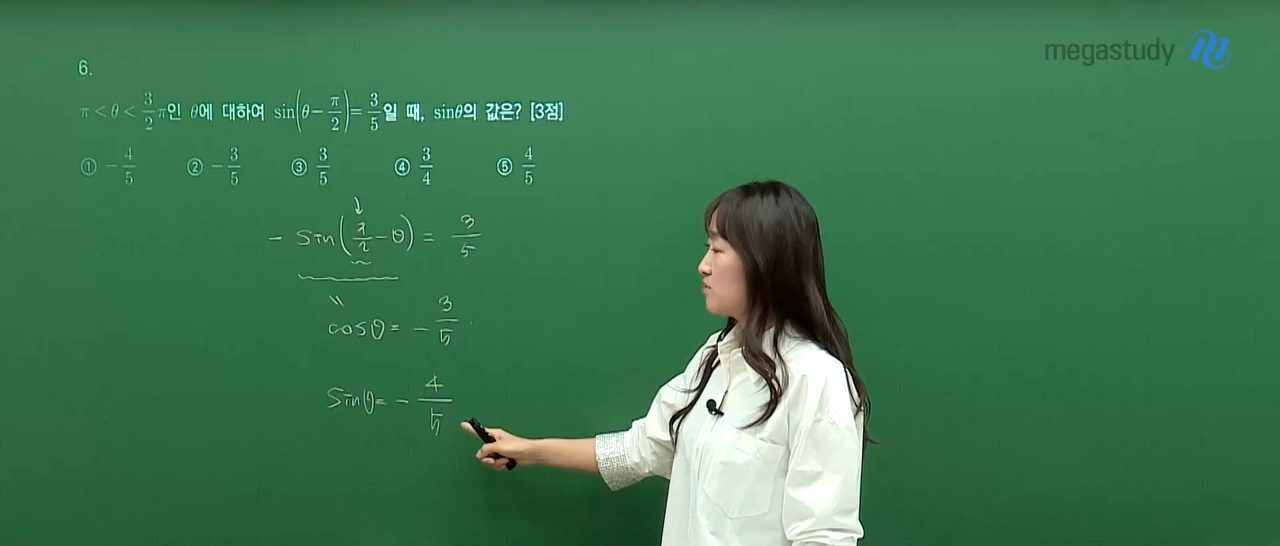 megastudy
6.
π < θ < 3/2 π인 θ에 대하여 sin(θ − π/2) = 3/5 일 때, sinθ의 값은? [3점]
① −4/5 ② −3/5 ③ 3/5 ④ 3/4 ⑤ 4/5
− sin(π/2 − θ) = 3/5
cosθ = − 3/5
sinθ = − 4/5